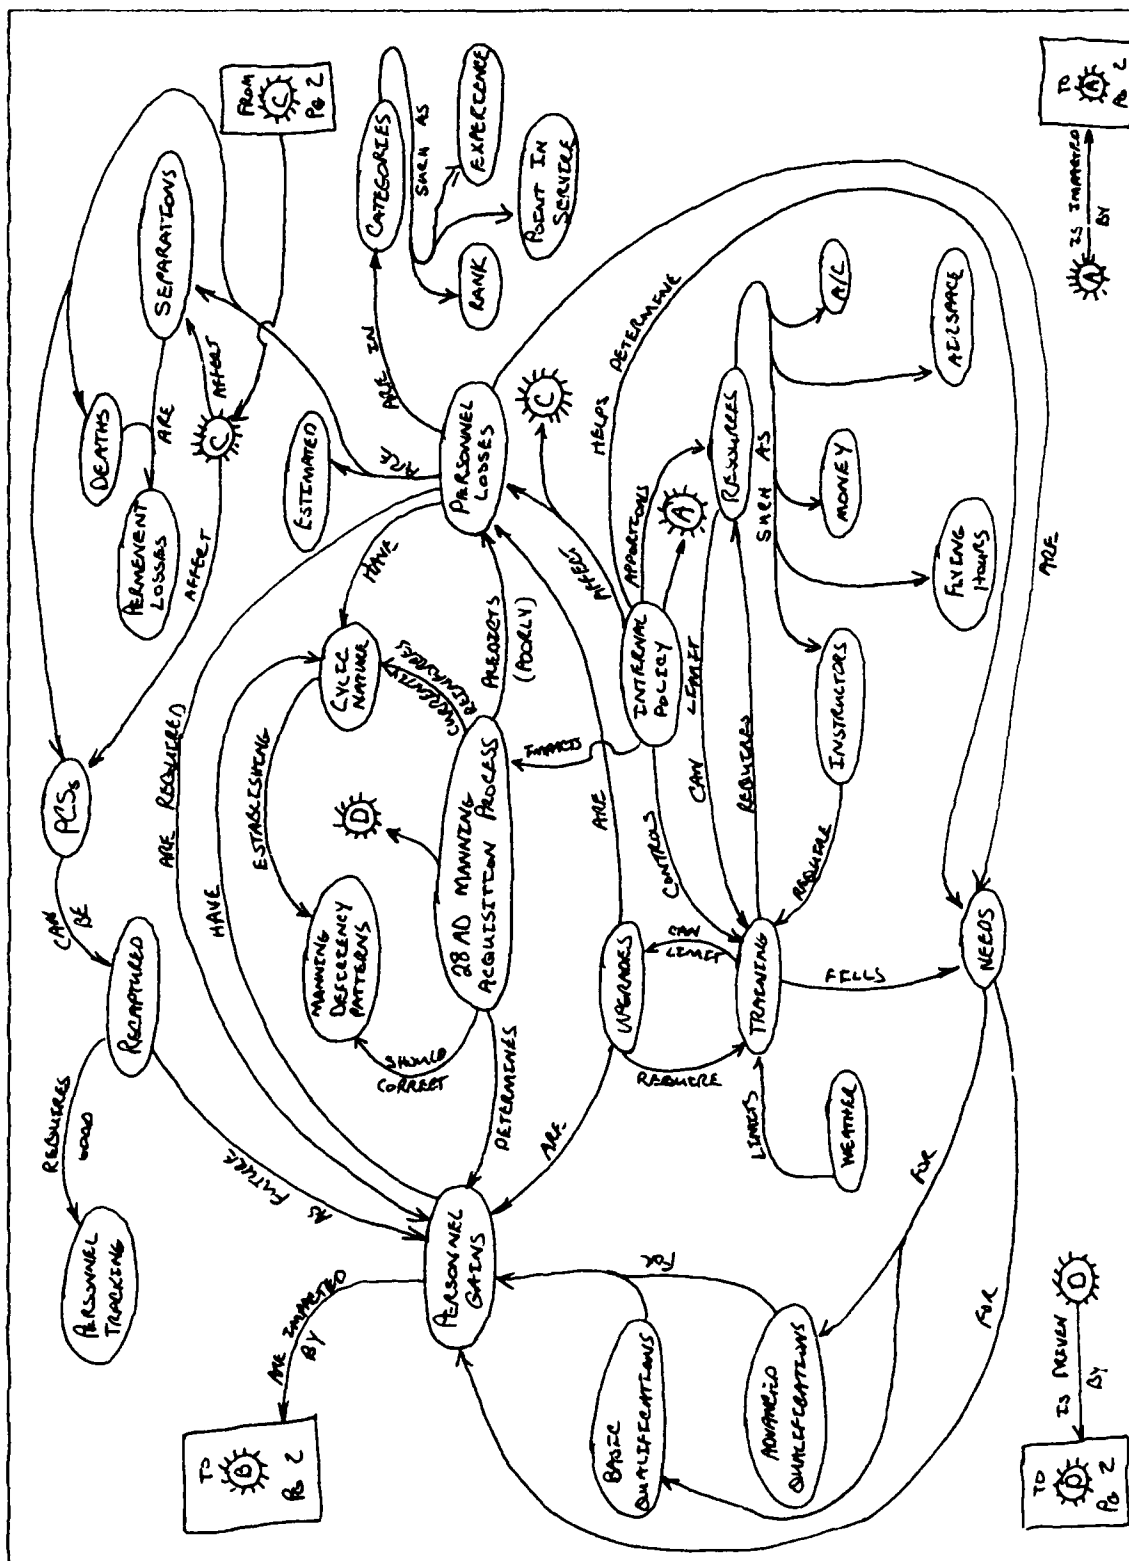 TO
B
PG 2
ARE IMPACTED
BY
PERSONNEL
TRACKING
REQUIRES
GOOD
RECAPTURED
CAN
BE
PCSs
AS
FUTURE
ARE REQUIRED
HAVE
AFFECT
PERMENENT
LOSSES
DEATHS
ARE
SEPARATIONS
AFFECT
C
FROM
C
PG 2
ESTIMATED
ARE
ARE IN
CATEGORIES
SUCH AS
EXPERIENCE
POINT IN
SERVICE
RANK
PERSONNEL
LOSSES
HAVE
CYCLIC
NATURE
ESTABLISHING
MANNING
DEFICIENCY
PATTERNS
D
CURRENTLY
REINFORCES
PREDICTS
(POORLY)
28 AD MANNING
ACQUISITION PROCESS
SHOULD
CORRECT
DETERMINES
PERSONNEL
GAINS
ARE
UPGRADES
ARE
IMPACTS
AFFECT
C
INTERNAL
POLICY
APPORTIONS
A
HELPS
DETERMINE
RESOURCES
SUCH AS
A/C
AIRSPACE
MONEY
FLYING
HOURS
INSTRUCTORS
REQUIRE
LIMIT
CAN
REQUIRES
CONTROLS
CAN
LIMIT
REQUIRE
TRAINING
FILLS
NEEDS
ARE
LIMITS
WEATHER
FOR
FOR
BASIC
QUALIFICATIONS
ADVANCED
QUALIFICATIONS
TO
D
PG 2
IS DRIVEN
BY
D
A
IS IMPACTED
BY
TO
A
PG 2